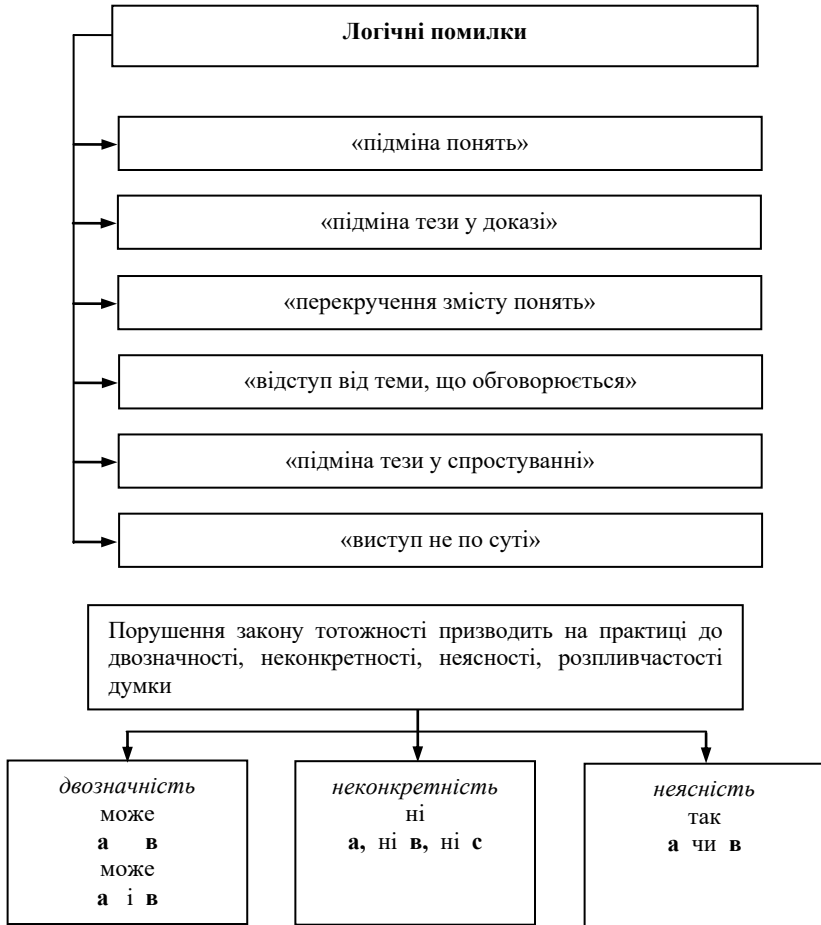 Логічні помилки
«підміна понять»
«підміна тези у доказі»
«перекручення змісту понять»
«відступ від теми, що обговорюється»
«підміна тези у спростуванні»
«виступ не по суті»
Порушення закону тотожності призводить на практиці до
двозначності, неконкретності, неясності, розпливчастості
думки
двозначність
може
а в
може
а і в
неконкретність
ні
а, ні в, ні с
неясність
так
а чи в